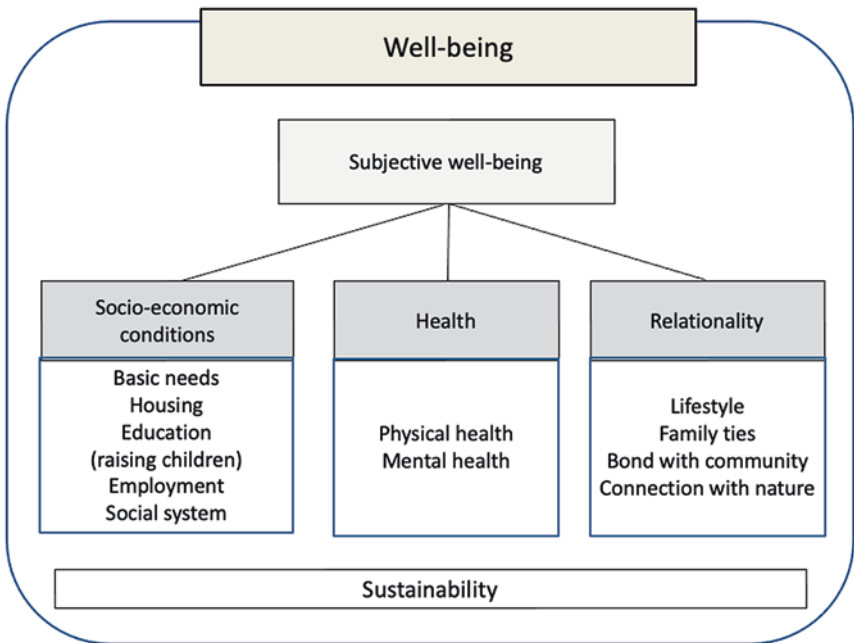 Well-being
Subjective well-being
Socio-economic
conditions
Basic needs
Housing
Education
(raising children)
Employment
Social system
Health
Physical health
Mental health
Relationality
Lifestyle
Family ties
Bond with community
Connection with nature
Sustainability